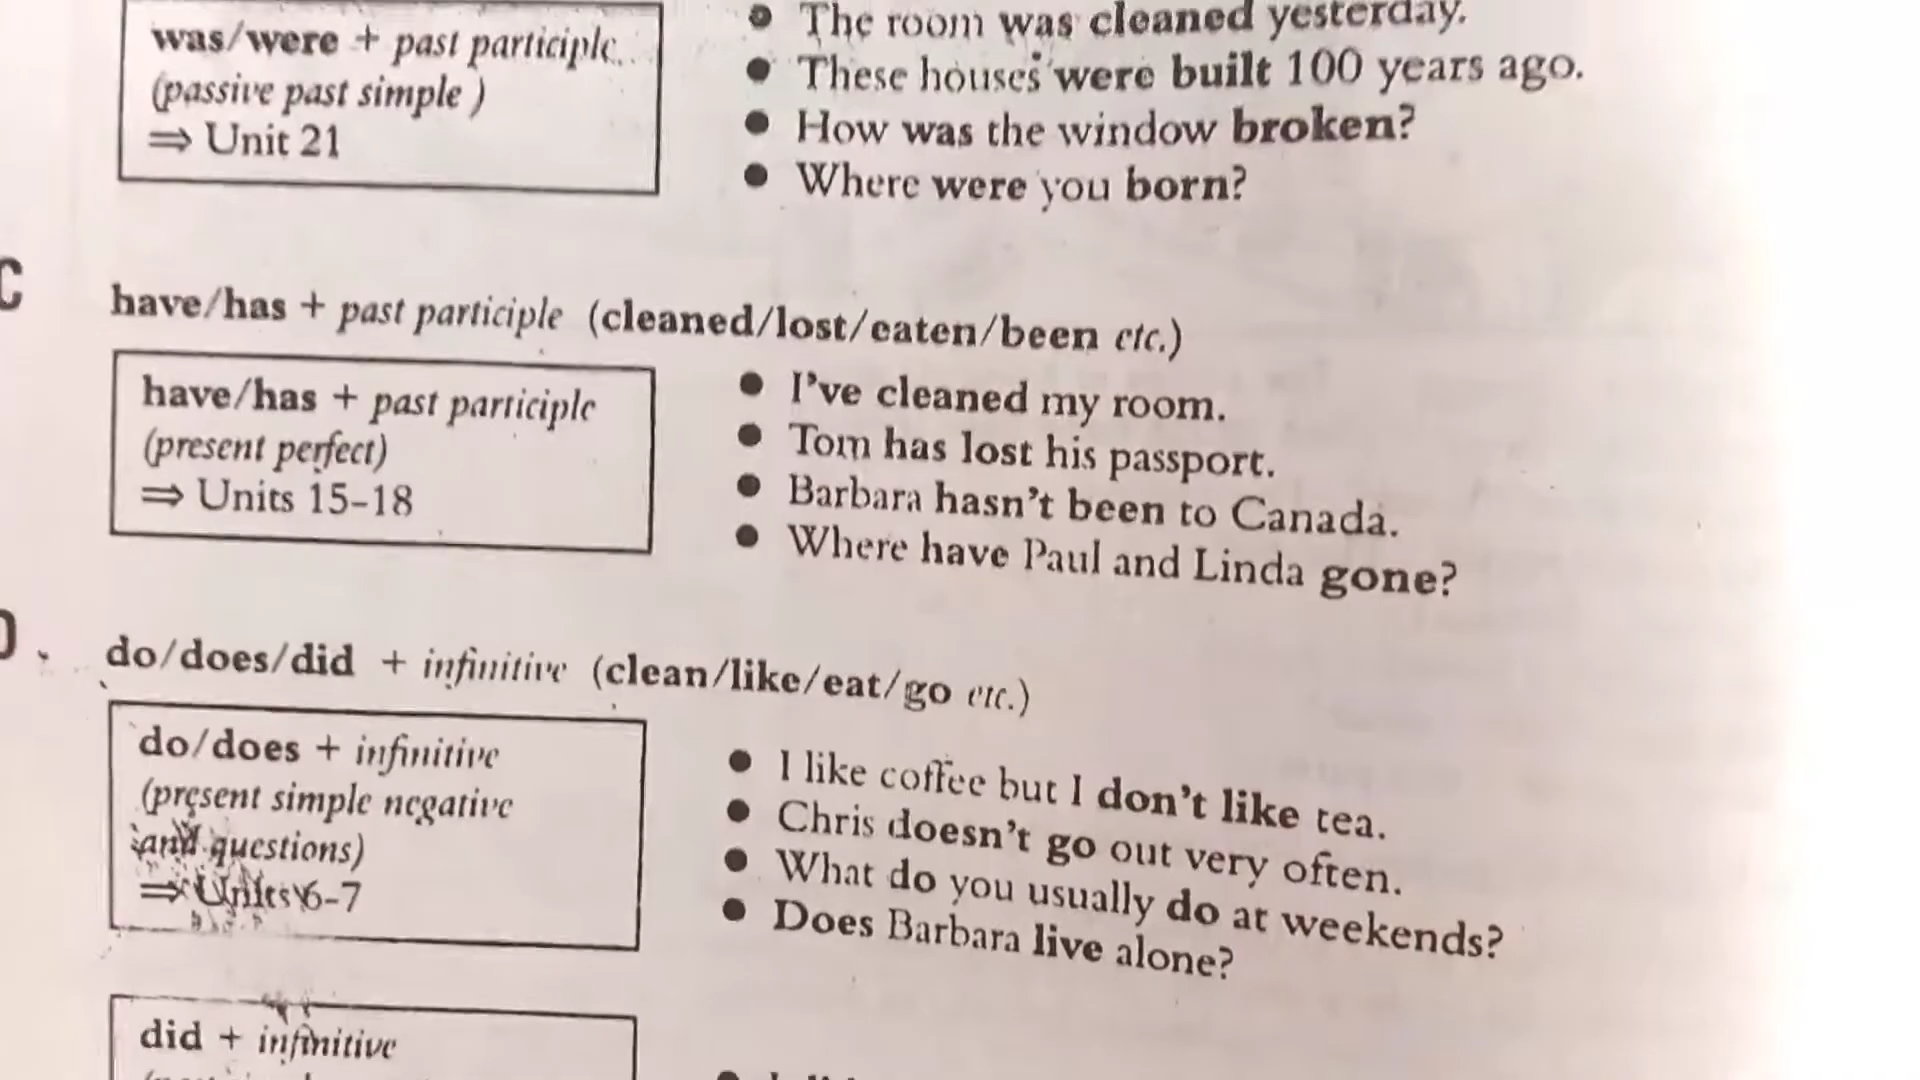 was/were + past participle
(passive past simple )
⇒ Unit 21
● The room was cleaned yesterday.
● These houses were built 100 years ago.
● How was the window broken?
● Where were you born?
C
have/has + past participle (cleaned/lost/eaten/been etc.)
have/has + past participle
(present perfect)
⇒ Units 15-18
● I've cleaned my room.
● Tom has lost his passport.
● Barbara hasn't been to Canada.
● Where have Paul and Linda gone?
D
do/does/did + infinitive (clean/like/eat/go etc.)
do/does + infinitive
(present simple negative
and questions)
⇒ Units 6-7
● I like coffee but I don't like tea.
● Chris doesn't go out very often.
● What do you usually do at weekends?
● Does Barbara live alone?
did + infinitive